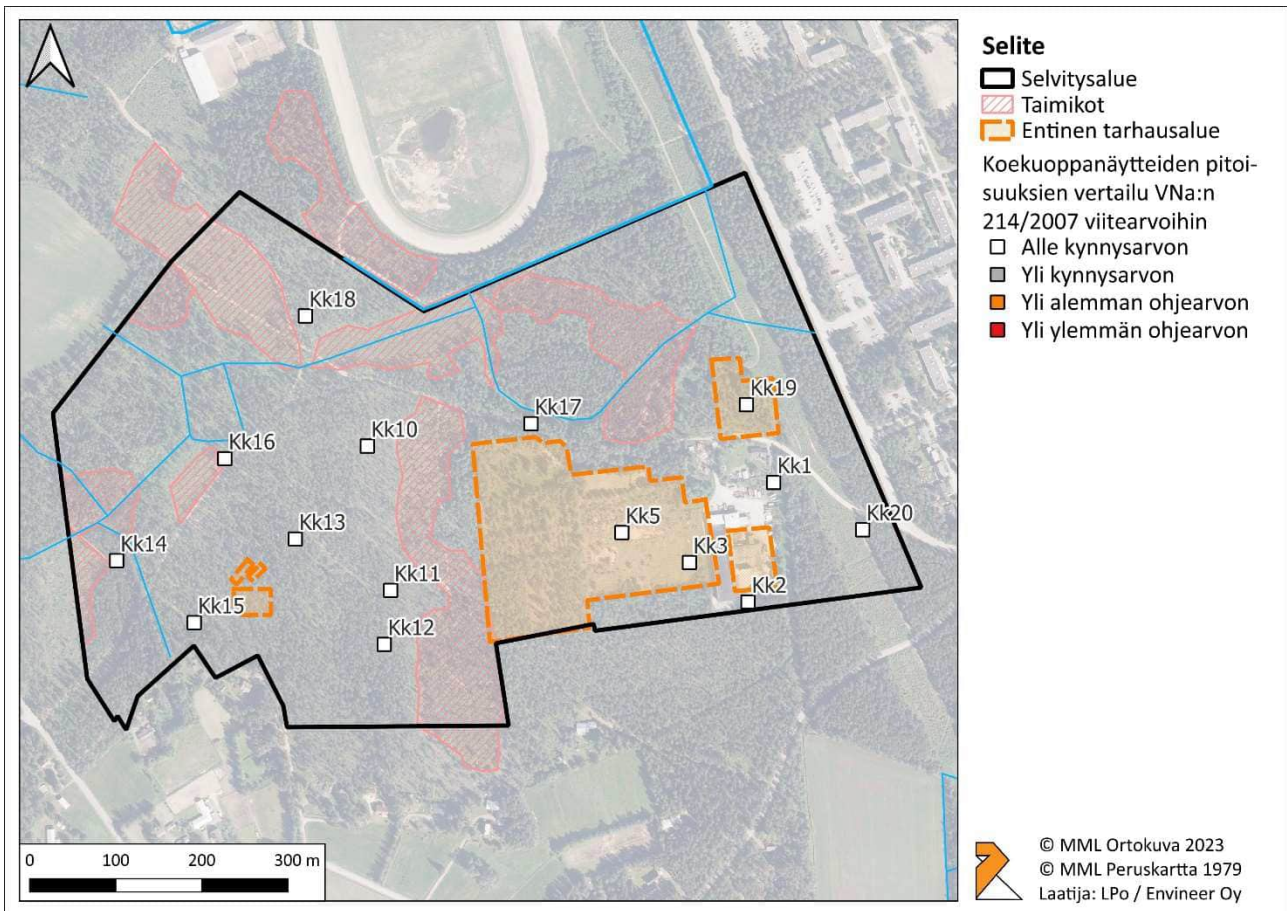 Selite
Selvitysalue
Taimikot
Entinen tarhausalue
Koekuoppanäytteiden pitoi-
suuksien vertailu VNa:n
214/2007 viitearvoihin
Alle kynnysarvon
Yli kynnysarvon
Yli alemman ohjearvon
Yli ylemmän ohjearvon
Kk18
Kk19
Kk17
Kk10
Kk16
Kk1
Kk20
Kk13
Kk5
Kk14
Kk3
Kk11
Kk2
Kk15
Kk12
0 100 200 300 m
© MML Ortokuva 2023
© MML Peruskartta 1979
Laatija: LPo / Envineer Oy